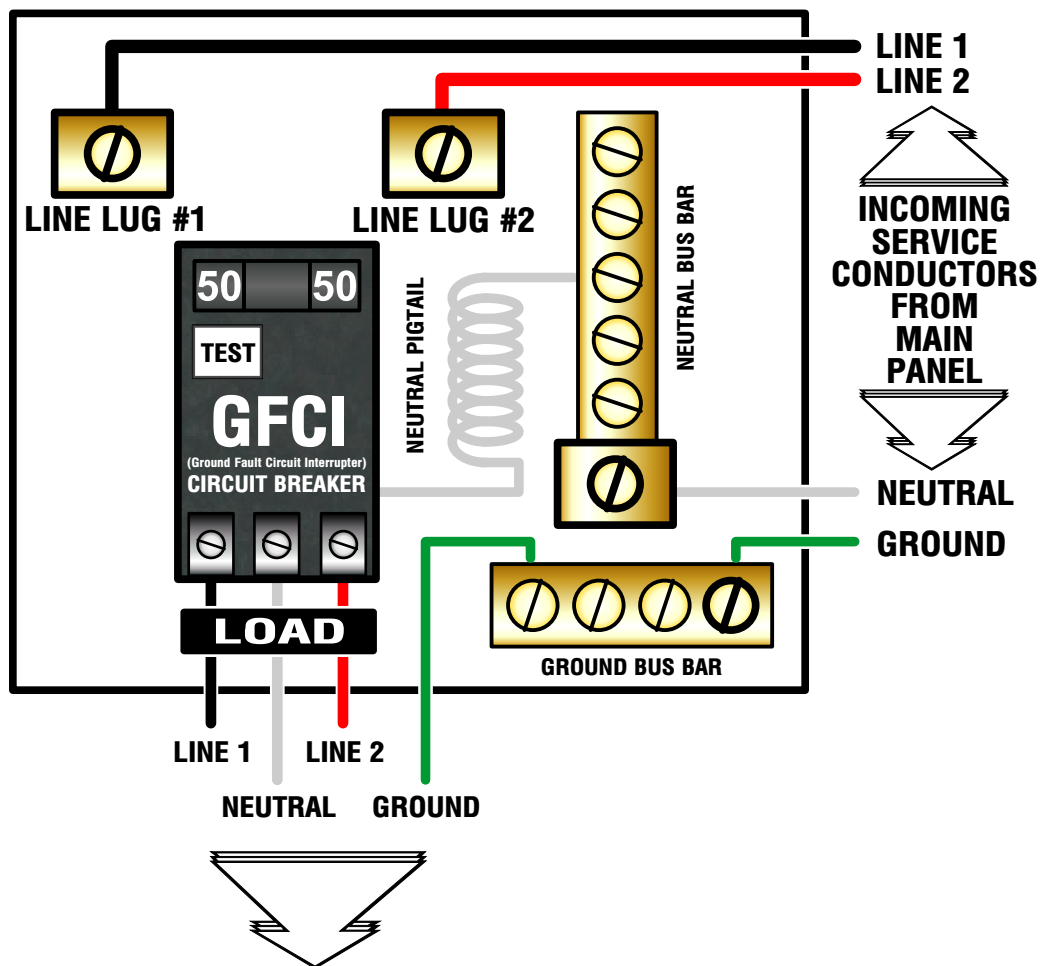 LINE 1
LINE 2
LINE LUG #1
LINE LUG #2
NEUTRAL BUS BAR
INCOMING
SERVICE
CONDUCTORS
FROM
MAIN
PANEL
50
50
TEST
NEUTRAL PIGTAIL
GFCI
(Ground Fault Circuit Interrupter)
CIRCUIT BREAKER
NEUTRAL
GROUND
LOAD
GROUND BUS BAR
LINE 1
LINE 2
NEUTRAL
GROUND